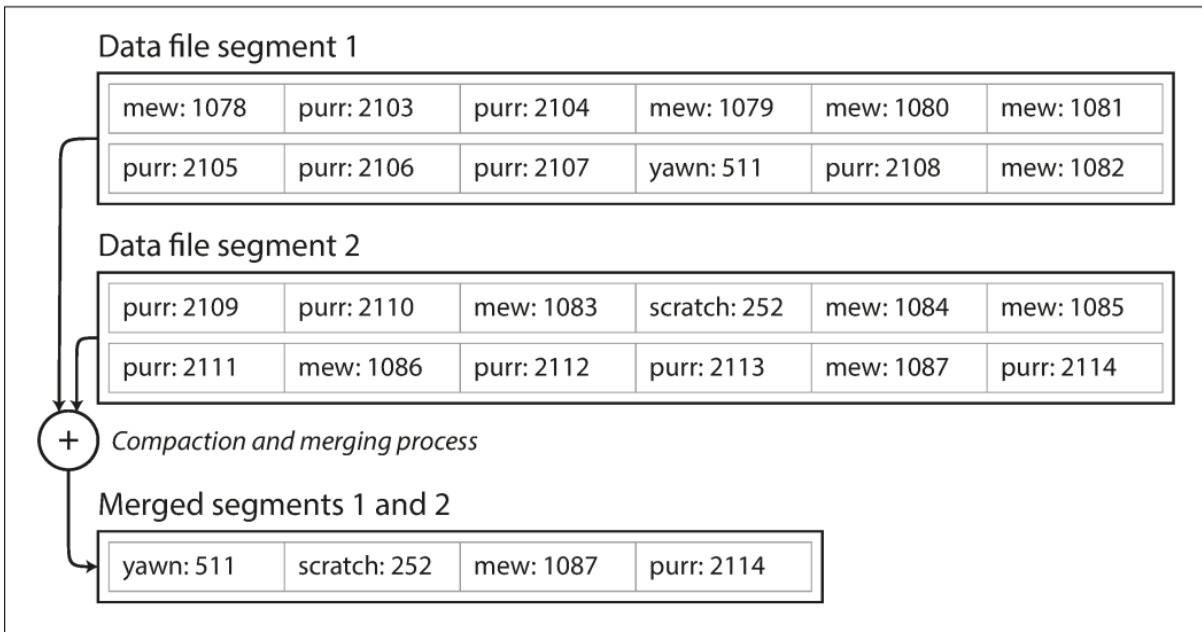 Data file segment 1
mew: 1078 purr: 2103 purr: 2104 mew: 1079 mew: 1080 mew: 1081
purr: 2105 purr: 2106 purr: 2107 yawn: 511 purr: 2108 mew: 1082
Data file segment 2
purr: 2109 purr: 2110 mew: 1083 scratch: 252 mew: 1084 mew: 1085
purr: 2111 mew: 1086 purr: 2112 purr: 2113 mew: 1087 purr: 2114
+ Compaction and merging process
Merged segments 1 and 2
yawn: 511 scratch: 252 mew: 1087 purr: 2114